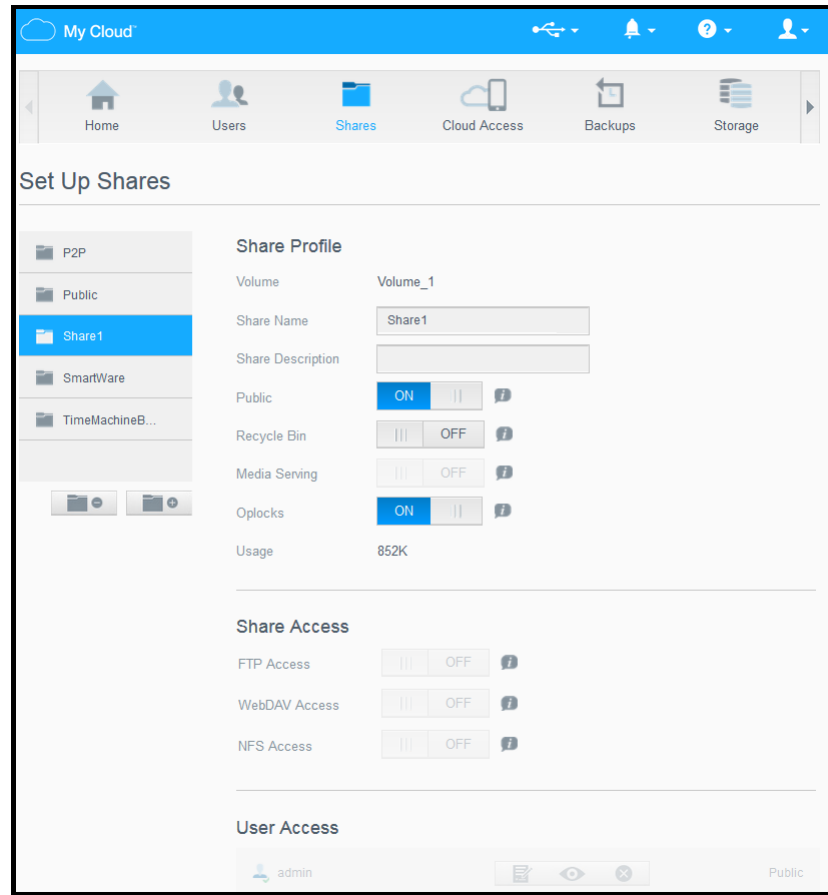 My Cloud™
Home Users Shares Cloud Access Backups Storage
Set Up Shares
P2P
Public
Share1
SmartWare
TimeMachineB...
Share Profile
Volume Volume_1
Share Name Share1
Share Description
Public ON
Recycle Bin OFF
Media Serving OFF
Oplocks ON
Usage 852K
Share Access
FTP Access OFF
WebDAV Access OFF
NFS Access OFF
User Access
admin Public